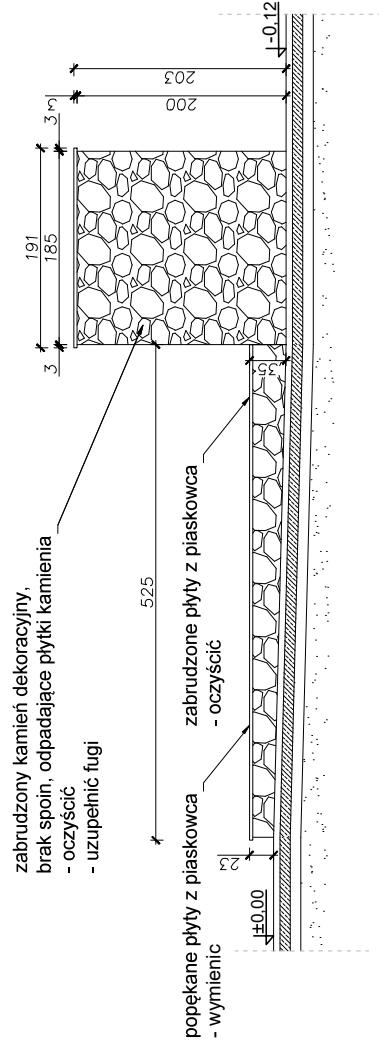 zabrudzony kamień dekoracyjny,
brak spoin, odpadające płytki kamienia
- oczyścić
- uzupełnić fugi
popękane płyty z piaskowca
- wymienic
zabrudzone płyty z piaskowca
- oczyścić
525
3
191
185
3
3
200
203
35
23
±0,00
-0,12